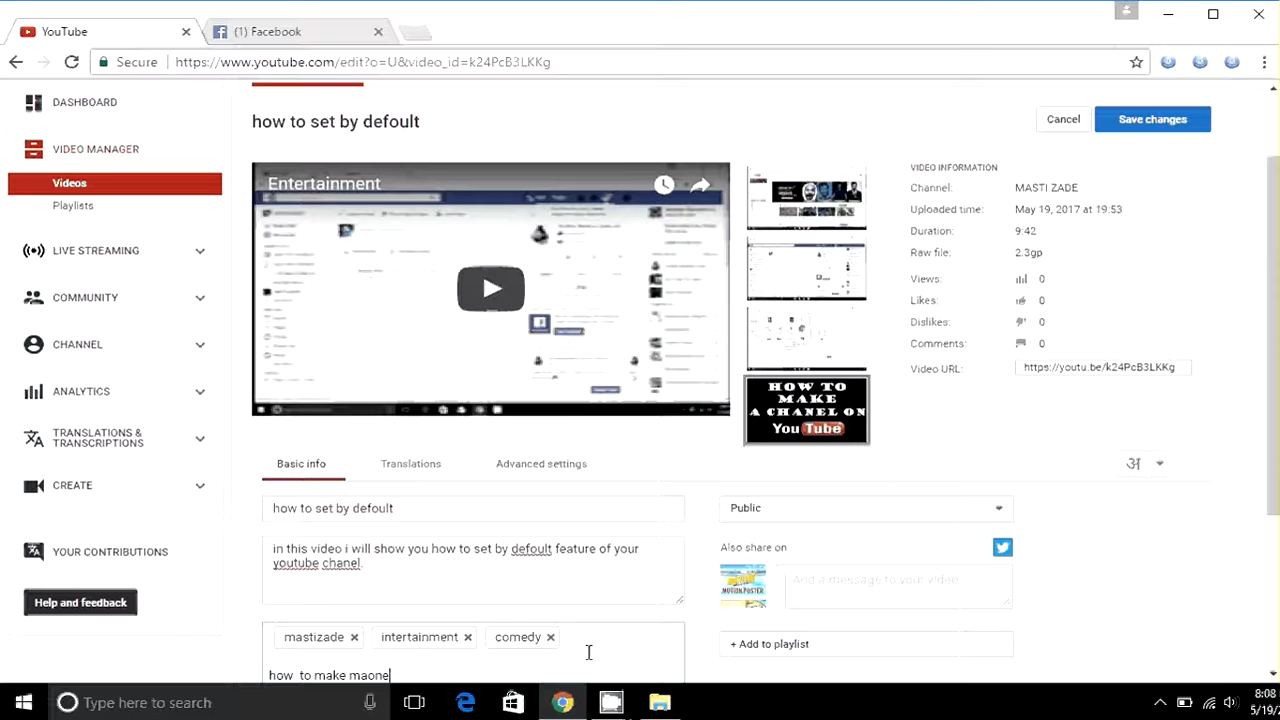 YouTube
(1) Facebook
Secure https://www.youtube.com/edit?o=U&video_id=k24PcB3LKKg
DASHBOARD
VIDEO MANAGER
Videos
Playlists
LIVE STREAMING
COMMUNITY
CHANNEL
ANALYTICS
TRANSLATIONS &
TRANSCRIPTIONS
CREATE
YOUR CONTRIBUTIONS
Help and feedback
how to set by defoult
Cancel
Save changes
Entertainment
HOW TO
MAKE
A CHANEL ON
YouTube
VIDEO INFORMATION
Channel: MASTI ZADE
Uploaded time: May 19, 2017 at 19:53
Duration: 9:42
Raw file: 2.3gp
Views: 0
Likes: 0
Dislikes: 0
Comments: 0
Video URL: https://youtu.be/k24PcB3LKKg
Basic info
Translations
Advanced settings
अ
how to set by defoult
in this video i will show you how to set by defoult feature of your
youtube chanel.
mastizade
intertainment
comedy
how to make maone
Public
Also share on
MOTION POSTER
Add a message to your video
+ Add to playlist
Type here to search
8:08
5/19/2